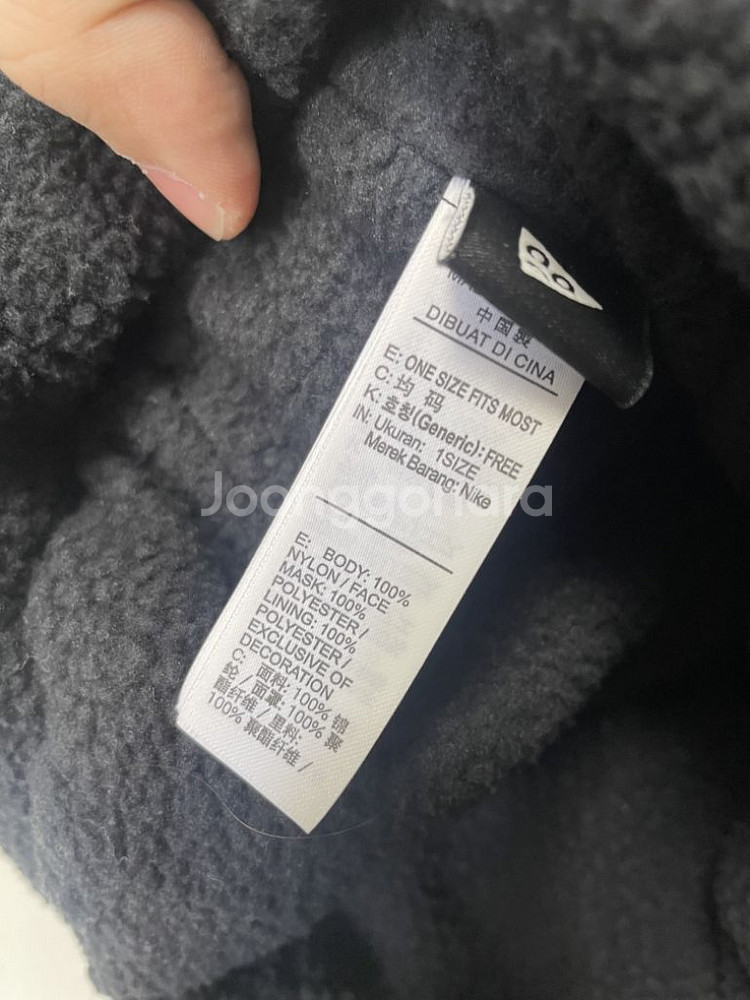 中国製
DIBUAT DI CINA
E: ONE SIZE FITS MOST
C: 均 码
K: 호칭(Generic): FREE
IN: Ukuran: 1SIZE
Merek Barang: Nike
Joonggonara
E: BODY: 100%
NYLON / FACE
MASK: 100%
POLYESTER /
LINING: 100%
POLYESTER /
EXCLUSIVE OF
DECORATION
C: 面料: 100% 锦
纶 / 面罩: 100% 聚
酯纤维 / 里料:
100% 聚酯纤维 /